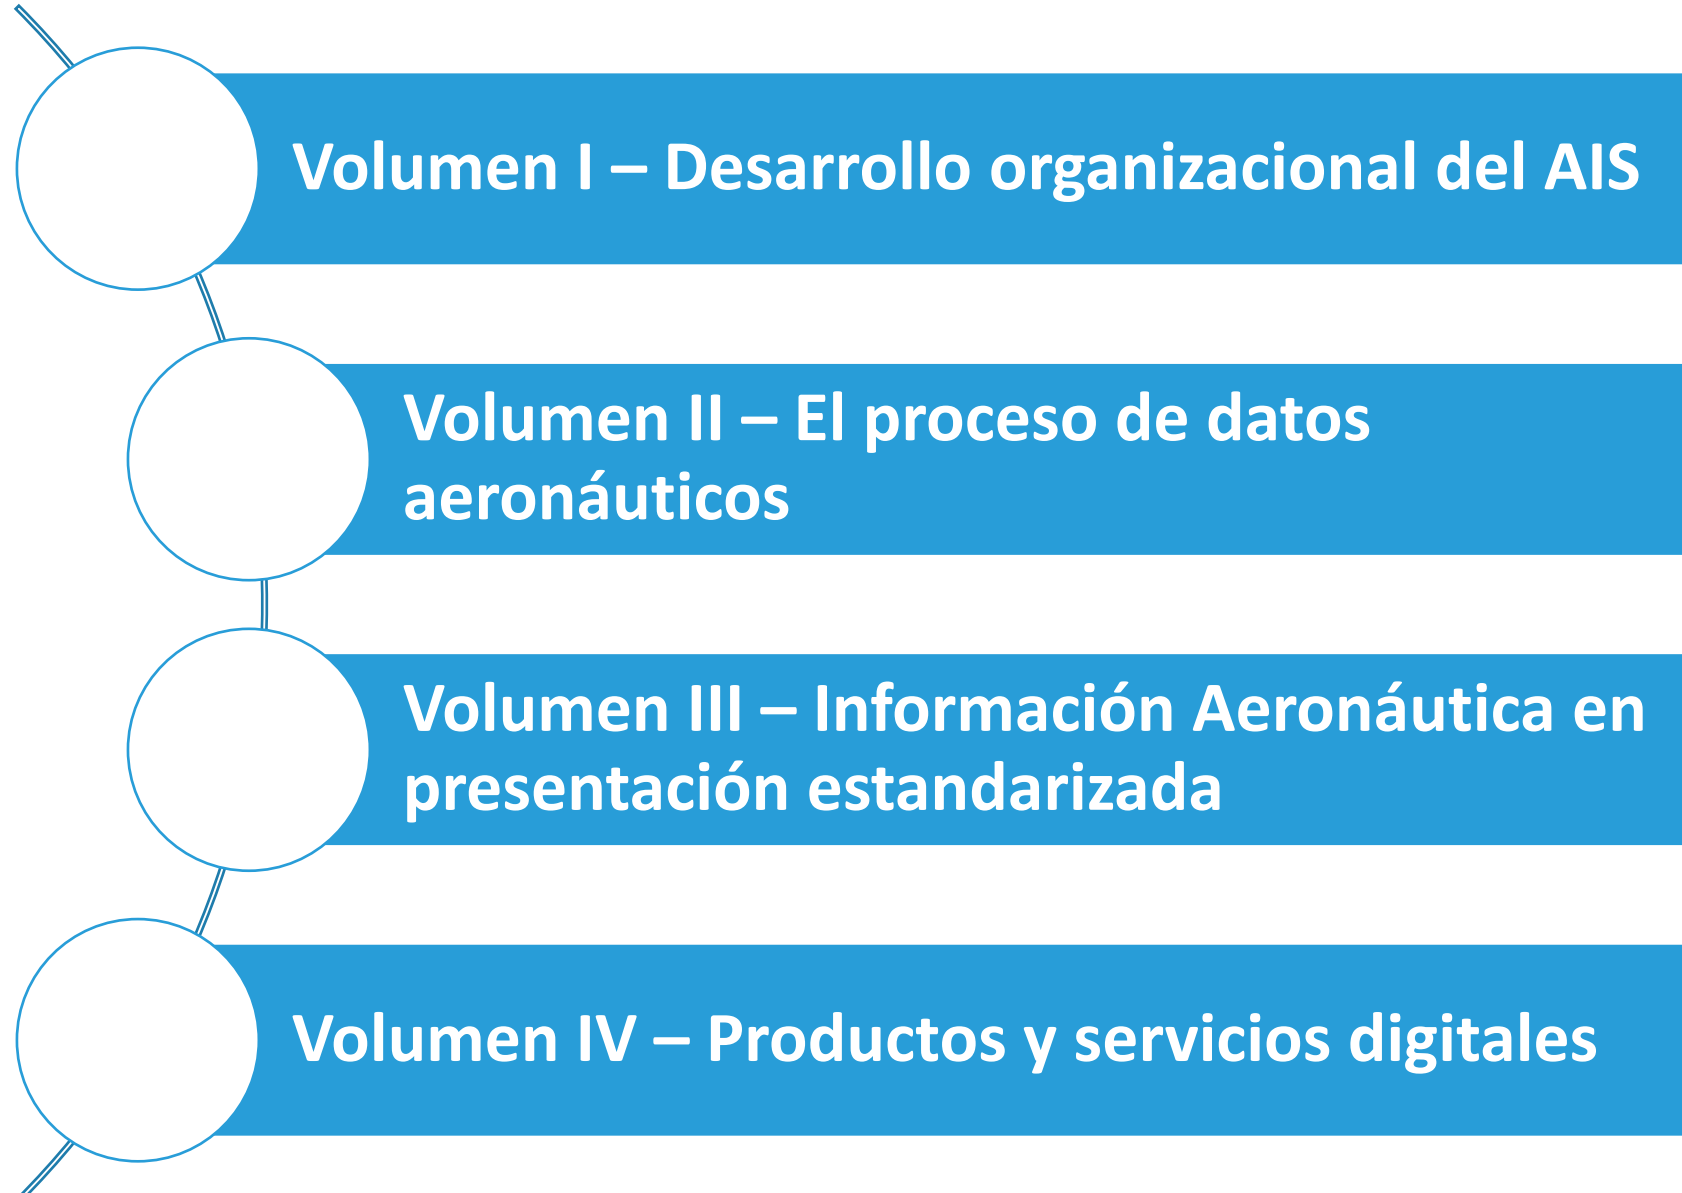 Volumen I – Desarrollo organizacional del AIS
Volumen II – El proceso de datos
aeronáuticos
Volumen III – Información Aeronáutica en
presentación estandarizada
Volumen IV – Productos y servicios digitales